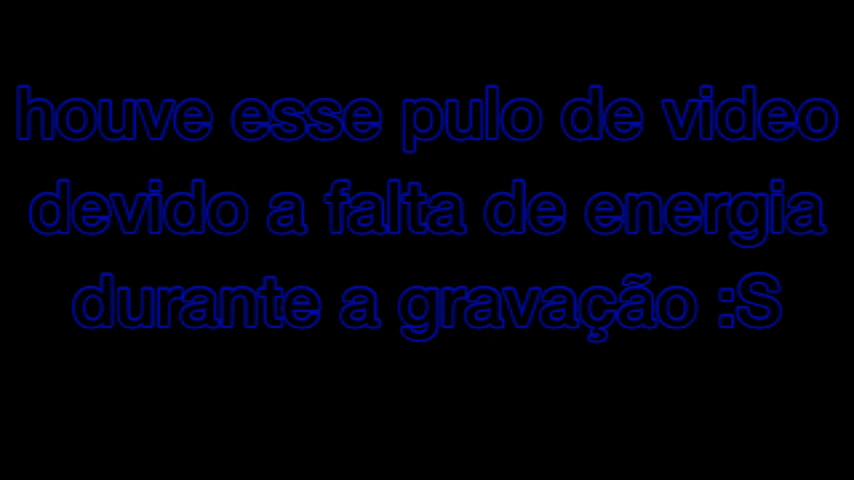 houve esse pulo de video
devido a falta de energia
durante a gravação :S